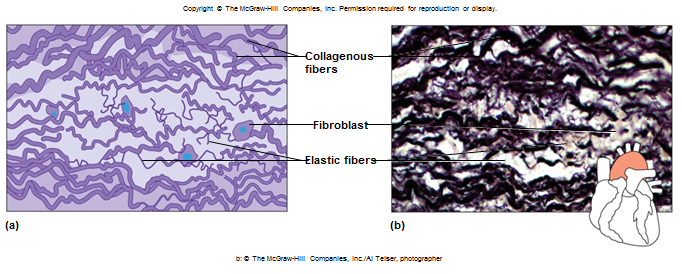 Copyright © The McGraw-Hill Companies, Inc. Permission required for reproduction or display.
Collagenous
fibers
Fibroblast
Elastic fibers
(a)
(b)
b: © The McGraw-Hill Companies, Inc./Al Telser, photographer